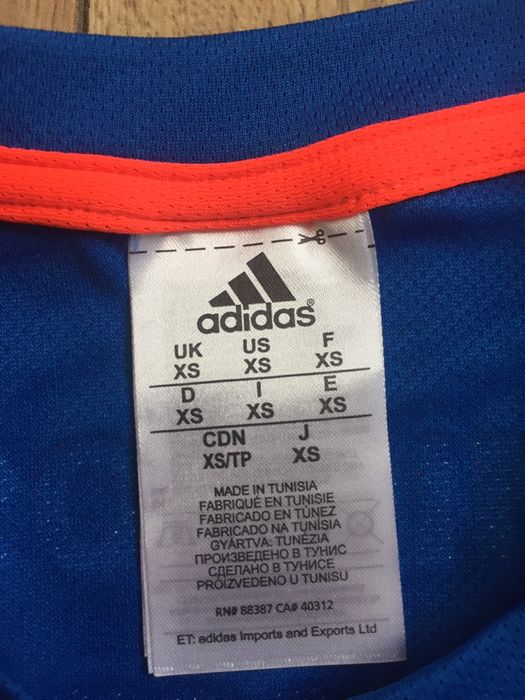 adidas®
UK US F
XS XS XS
D I E
XS XS XS
CDN J
XS/TP XS
MADE IN TUNISIA
FABRIQUÉ EN TUNISIE
FABRICADO EN TÚNEZ
FABRICADO NA TUNÍSIA
GYÁRTVA: TUNÉZIA
ПРОИЗВЕДЕНО В ТУНИС
СДЕЛАНО В ТУНИСЕ
PROIZVEDENO U TUNISU
RN# 88387 CA# 40312
ET: adidas Imports and Exports Ltd